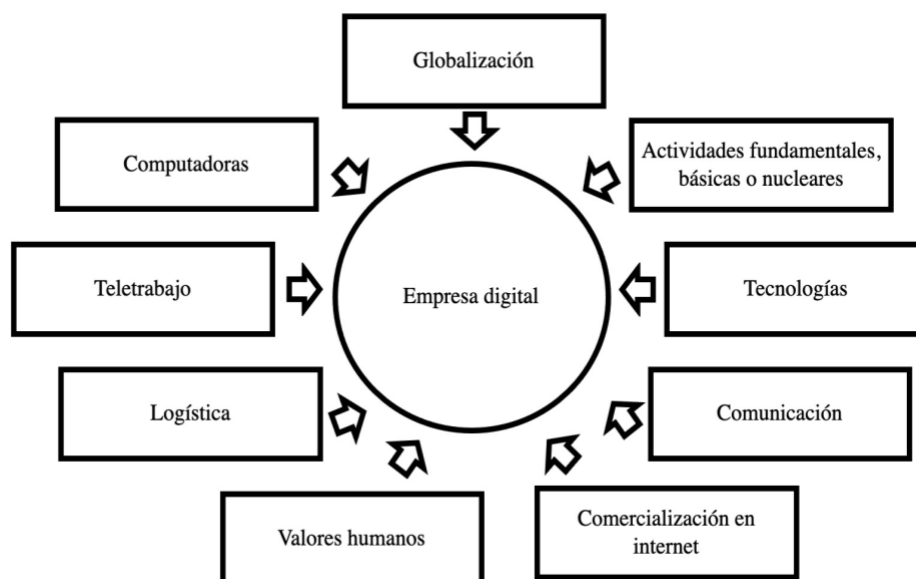 Globalización
Computadoras
Actividades fundamentales,
básicas o nucleares
Teletrabajo
Empresa digital
Tecnologías
Logística
Comunicación
Valores humanos
Comercialización en
internet